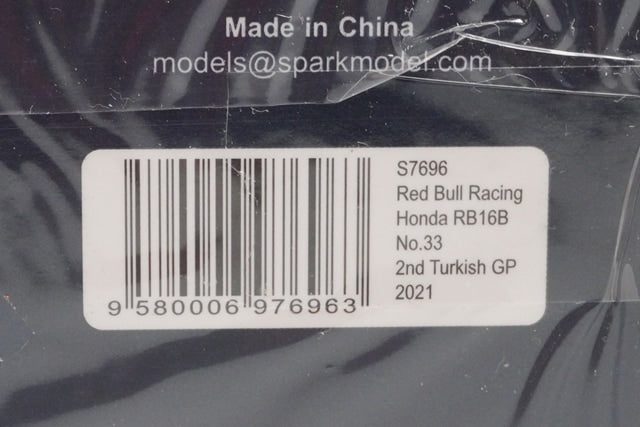 Made in China
models@sparkmodel.com
S7696
Red Bull Racing
Honda RB16B
No.33
2nd Turkish GP
2021
9 580006 976963